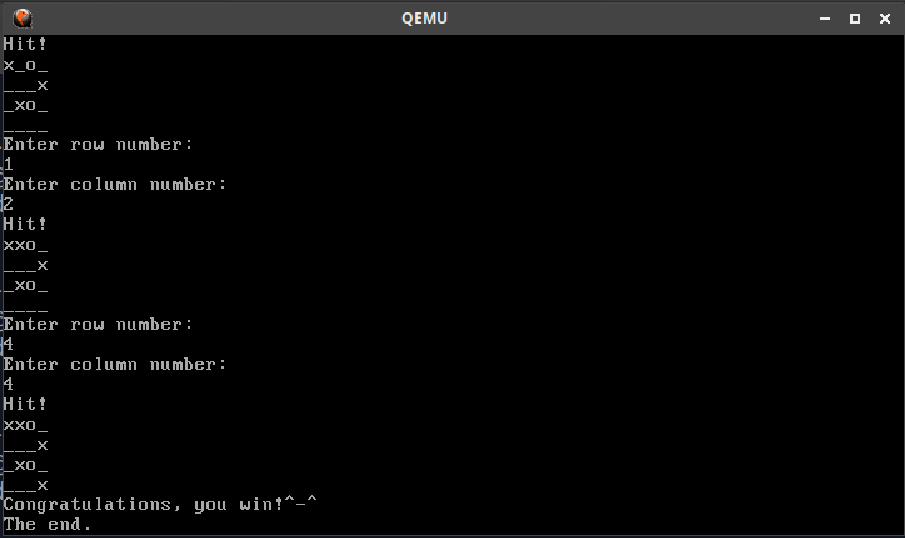 QEMU
Hit!
x_o_
___x
_xo_
____
Enter row number:
1
Enter column number:
2
Hit!
xxo_
___x
_xo_
____
Enter row number:
4
Enter column number:
4
Hit!
xxo_
___x
_xo_
___x
Congratulations, you win!^-^
The end.